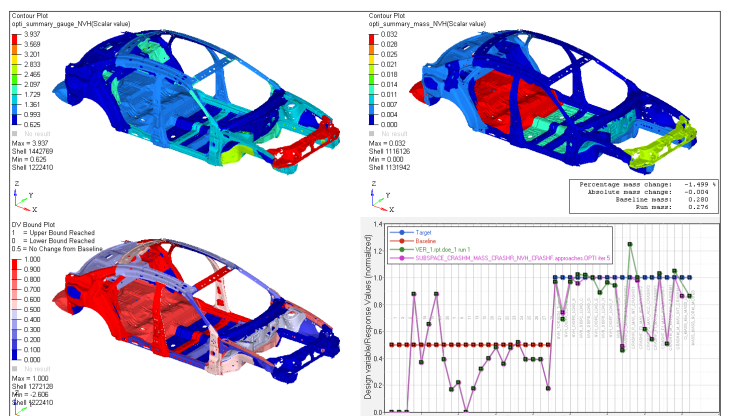 Contour Plot
opti_summary_gauge_NVH(Scalar value)
3.937
3.569
3.201
2.833
2.465
2.097
1.729
1.361
0.993
0.625
No result
Max = 3.937
Shell 1442769
Min = 0.625
Shell 1222410
Z
Y
X
Contour Plot
opti_summary_mass_NVH(Scalar value)
0.032
0.028
0.025
0.021
0.018
0.014
0.011
0.007
0.004
0.000
No result
Max = 0.032
Shell 1116126
Min = 0.000
Shell 1131942
Z
Y
X
Percentage mass change: -1.499 %
Absolute mass change: -0.004
Baseline mass: 0.280
Run mass: 0.276
DV Bound Plot
1 = Upper Bound Reached
0 = Lower Bound Reached
0.5 = No Change from Baseline
1.000
0.900
0.800
0.700
0.600
0.500
0.400
0.300
0.200
0.100
0.000
No result
Max = 1.000
Shell 1272128
Min = -2.606
Shell 1222410
Y
X
Design variable/Response Values (normalized)
1.4
1.2
1.0
0.8
0.6
0.4
0.2
0.0
Target
Baseline
VER_1.opt.doe_1 run 1
SUBSPACE_CRASHM_MASS_CRASHR_NVH_CRASHF approaches.OPTI iter 5